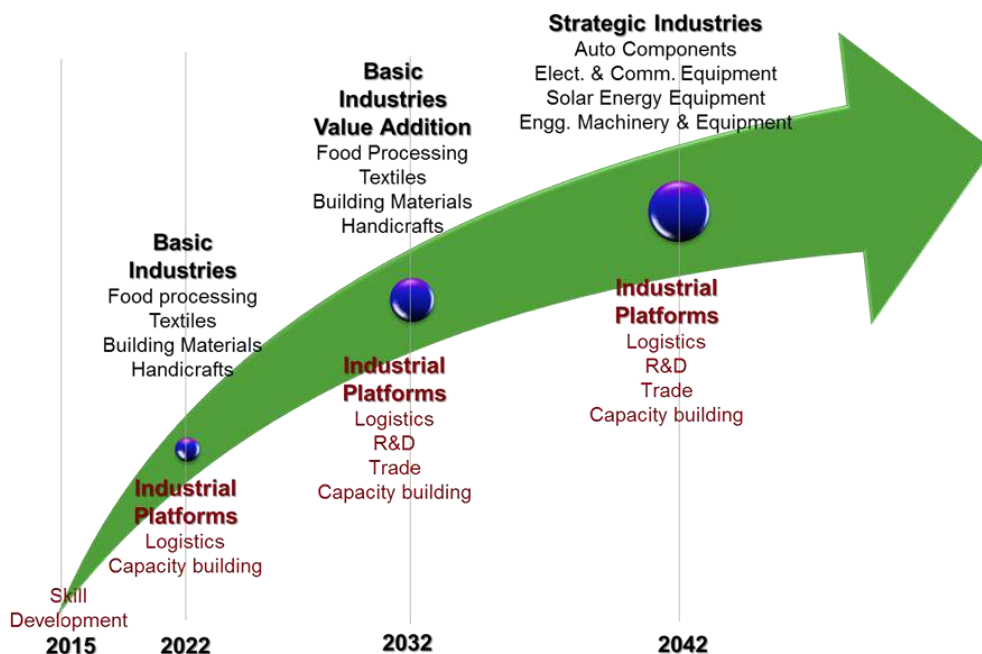 Strategic Industries
Auto Components
Elect. & Comm. Equipment
Solar Energy Equipment
Engg. Machinery & Equipment
Basic
Industries
Value Addition
Food Processing
Textiles
Building Materials
Handicrafts
Basic
Industries
Food processing
Textiles
Building Materials
Handicrafts
Industrial
Platforms
Logistics
R&D
Trade
Capacity building
Industrial
Platforms
Logistics
R&D
Trade
Capacity building
Industrial
Platforms
Logistics
Capacity building
Skill
Development
2015
2022
2032
2042